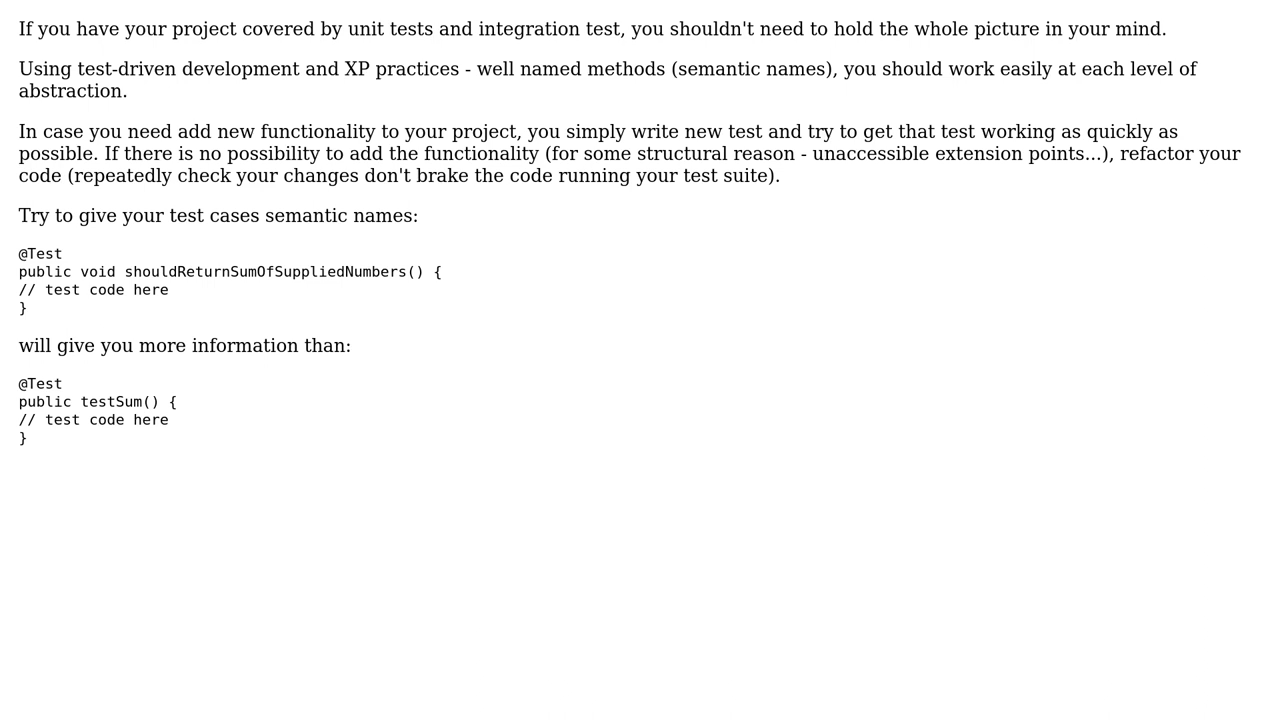 If you have your project covered by unit tests and integration test, you shouldn't need to hold the whole picture in your mind.
Using test-driven development and XP practices - well named methods (semantic names), you should work easily at each level of
abstraction.
In case you need add new functionality to your project, you simply write new test and try to get that test working as quickly as
possible. If there is no possibility to add the functionality (for some structural reason - unaccessible extension points...), refactor your
code (repeatedly check your changes don't brake the code running your test suite).
Try to give your test cases semantic names:
@Test
public void shouldReturnSumOfSuppliedNumbers() {
// test code here
}
will give you more information than:
@Test
public testSum() {
// test code here
}